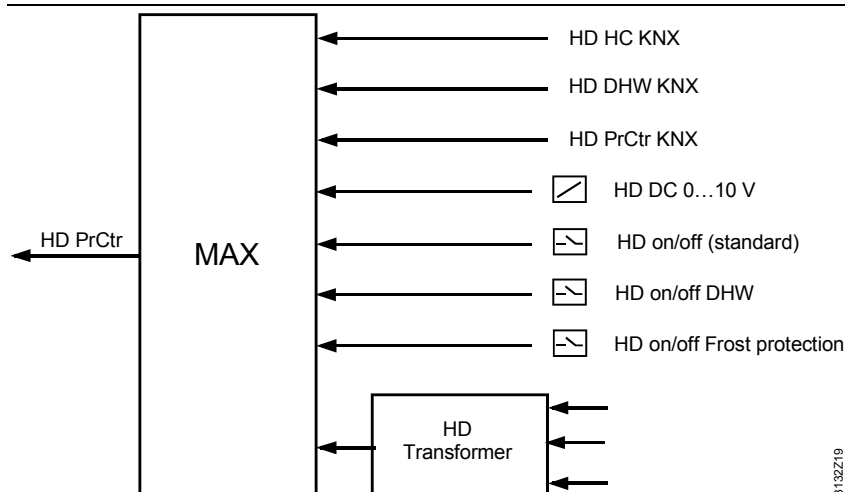 HD HC KNX
HD DHW KNX
HD PrCtr KNX
HD DC 0…10 V
HD PrCtr
MAX
HD on/off (standard)
HD on/off DHW
HD on/off Frost protection
HD
Transformer
3132Z19